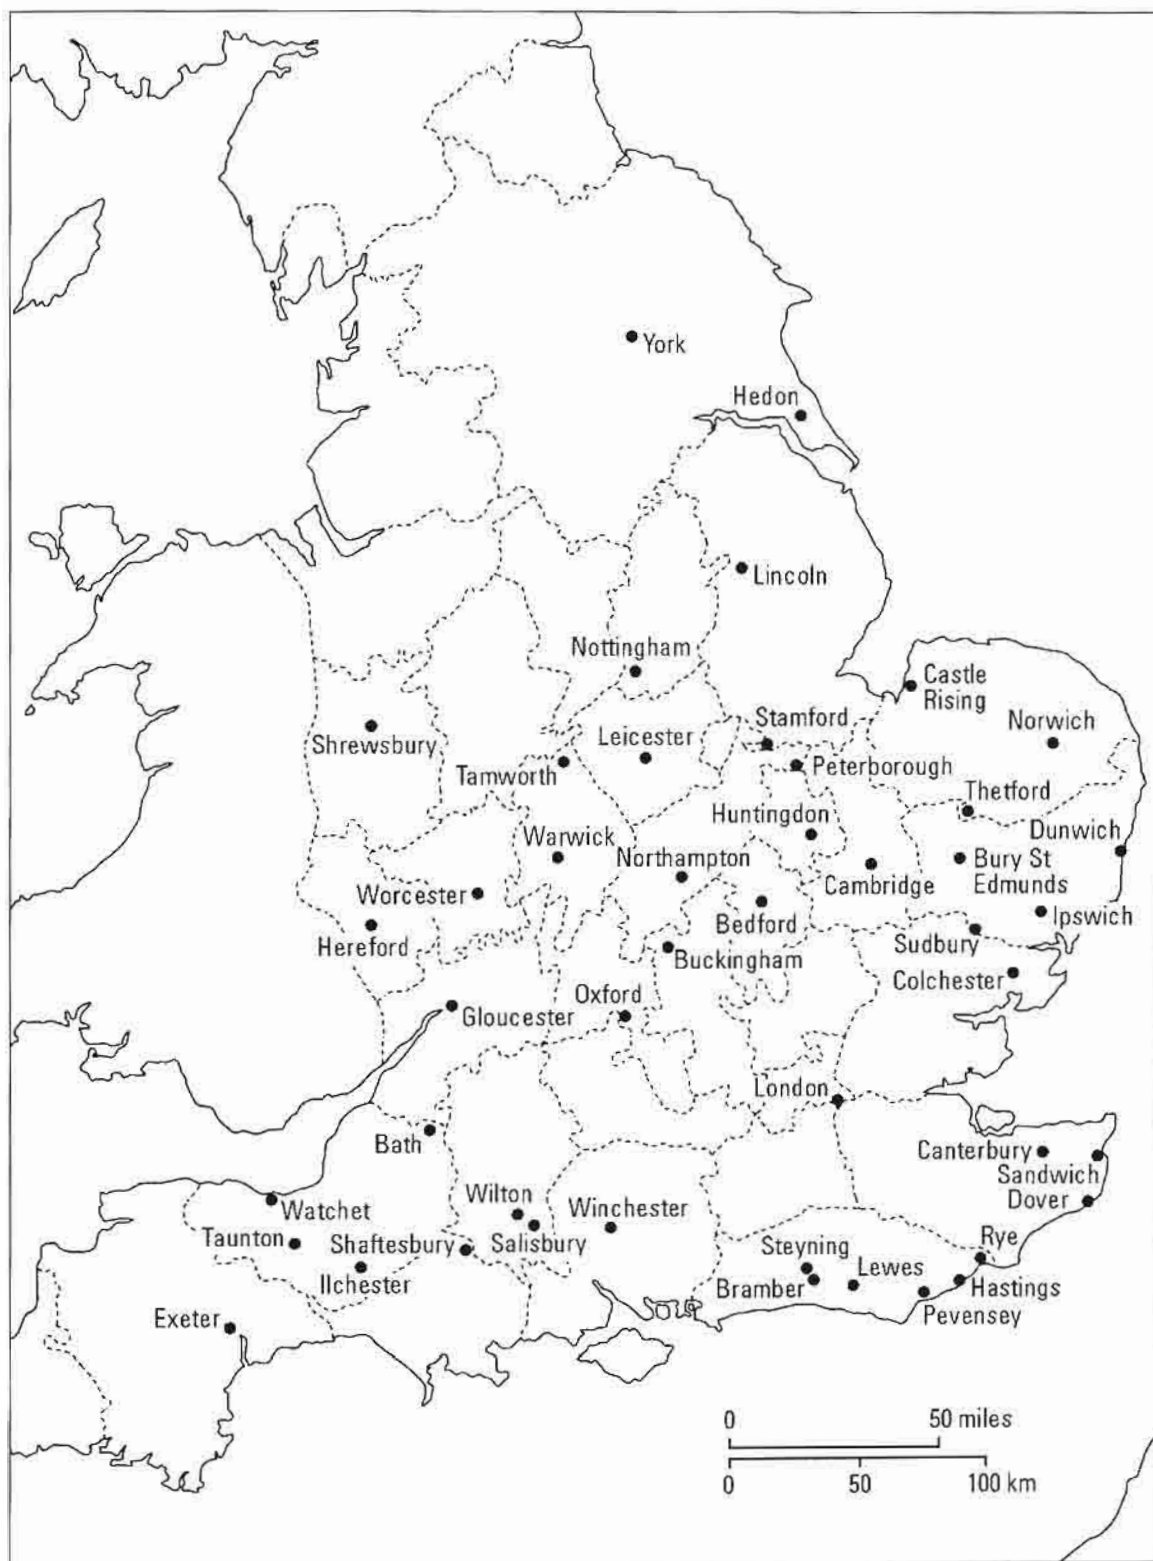 York
Hedon
Lincoln
Nottingham
Castle
Rising
Stamford
Norwich
Shrewsbury
Leicester
Tamworth
Peterborough
Thetford
Huntingdon
Dunwich
Warwick
Northampton
Bury St
Edmunds
Cambridge
Worcester
Bedford
Ipswich
Hereford
Sudbury
Buckingham
Colchester
Oxford
Gloucester
London
Bath
Canterbury
Sandwich
Dover
Wilton
Winchester
Watchet
Taunton
Shaftesbury
Salisbury
Rye
Steyning
Ilchester
Lewes
Bramber
Hastings
Pevensey
Exeter
0 50 miles
0 50 100 km